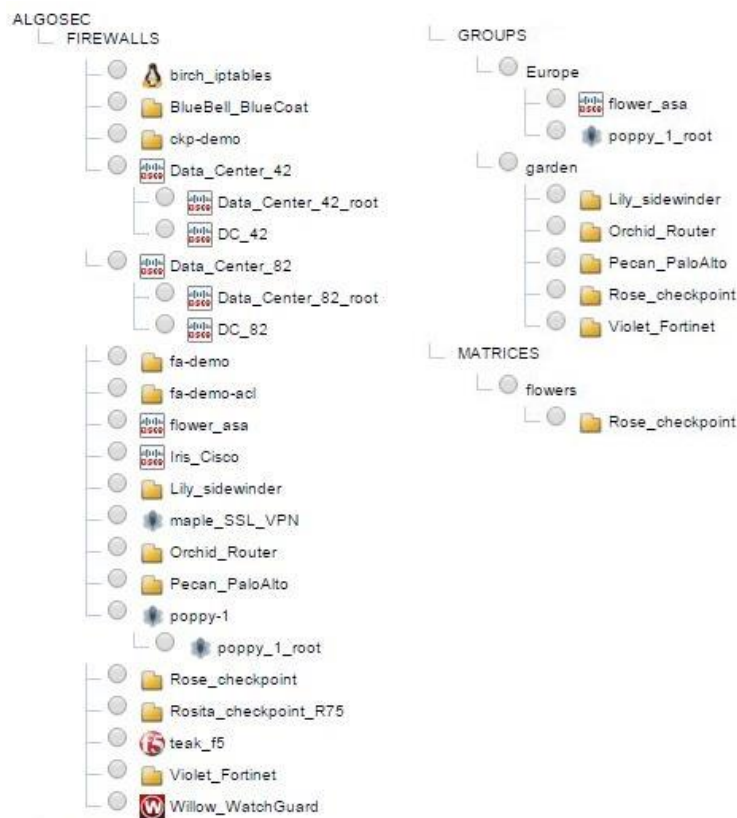 ALGOSEC
FIREWALLS
birch_iptables
BlueBell_BlueCoat
ckp-demo
Data_Center_42
Data_Center_42_root
DC_42
Data_Center_82
Data_Center_82_root
DC_82
fa-demo
fa-demo-acl
flower_asa
Iris_Cisco
Lily_sidewinder
maple_SSL_VPN
Orchid_Router
Pecan_PaloAlto
poppy-1
poppy_1_root
Rose_checkpoint
Rosita_checkpoint_R75
teak_f5
Violet_Fortinet
Willow_WatchGuard
GROUPS
Europe
flower_asa
poppy_1_root
garden
Lily_sidewinder
Orchid_Router
Pecan_PaloAlto
Rose_checkpoint
Violet_Fortinet
MATRICES
flowers
Rose_checkpoint